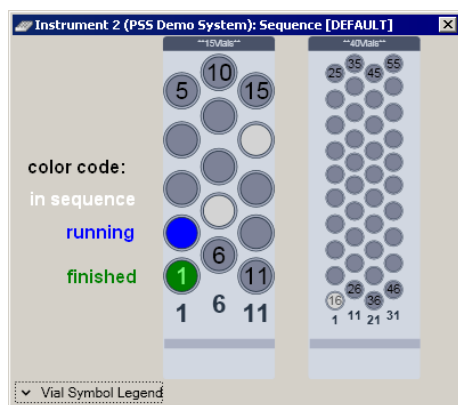 Instrument 2 (PSS Demo System): Sequence [DEFAULT]
**15Vials**
**40Vials**
5 10 15
25 35 45 55
color code:
in sequence
running
finished
1 6 11
16 26 36 46
1 6 11
1 11 21 31
Vial Symbol Legend